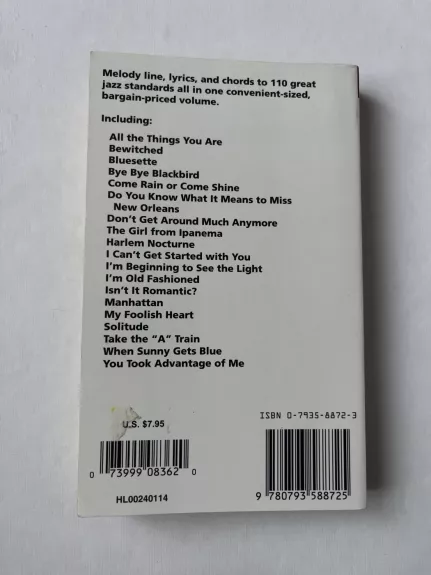 Melody line, lyrics, and chords to 110 great
jazz standards all in one convenient-sized,
bargain-priced volume.
Including:
All the Things You Are
Bewitched
Bluesette
Bye Bye Blackbird
Come Rain or Come Shine
Do You Know What It Means to Miss
New Orleans
Don't Get Around Much Anymore
The Girl from Ipanema
Harlem Nocturne
I Can't Get Started with You
I'm Beginning to See the Light
I'm Old Fashioned
Isn't It Romantic?
Manhattan
My Foolish Heart
Solitude
Take the "A" Train
When Sunny Gets Blue
You Took Advantage of Me
ISBN 0-7935-8872-3
U.S. $7.95
0 73999 08362 0
9 780793 588725
HL00240114